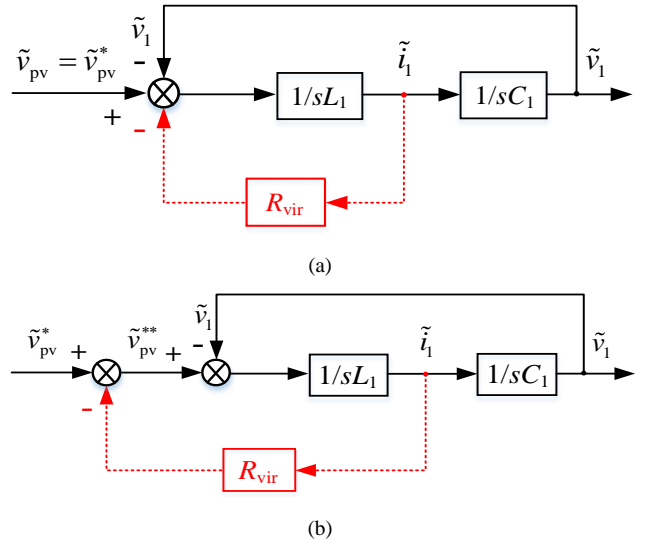 ṽ₁
-
ṽpv = ṽ*pv
+
-
1/sL₁
ĩ₁
1/sC₁
ṽ₁
Rvir
(a)
ṽ₁
-
ṽ*pv
+
-
ṽ**pv
+
1/sL₁
ĩ₁
1/sC₁
ṽ₁
Rvir
(b)